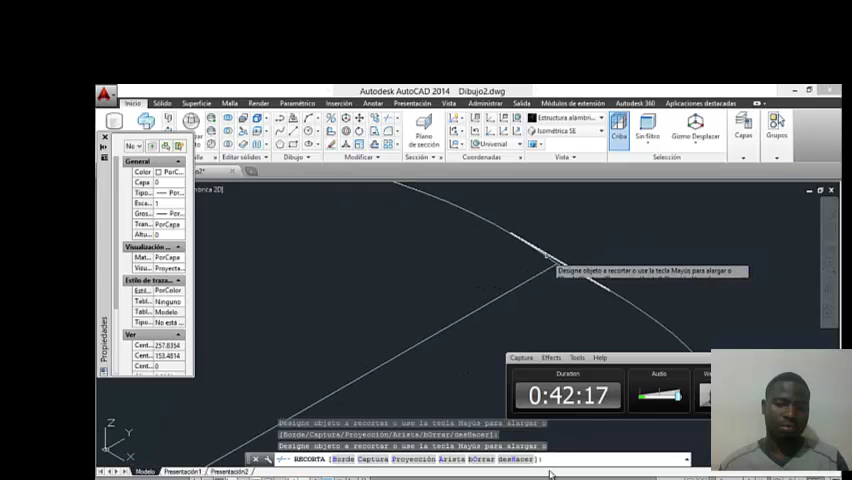 Autodesk AutoCAD 2014 Dibujo2.dwg
Inicio Sólido Superficie Malla Render Paramétrico Inserción Anotar Presentación Vista Administrar Salida Módulos de extensión Autodesk 360 Aplicaciones destacadas
Estructura alámbri...
Isométrica SE
Universal
Plano de sección
Criba
Sin filtro
Gizmo Desplazar
Capas
Grupos
Editar sólidos
Dibujo
Modificar
Sección
Coordenadas
Vista
Selección
No
General
Color PorC...
Capa 0
Tipo... Por...
Esca... 1
Gros... Por...
Tran... PorCapa
Altu... 0
Visualización ...
Mat... PorCapa
Visu... Proyecta...
Estilo de traza...
Estil... PorColor
Tabl... Ninguno
Tabl... Modelo
Tipo... No está ...
Ver
Cent... 257.8354
Cent... 153.4814
Cent... 0
Propiedades
Designe objeto a recortar o use la tecla Mayús para alargar o
Capture Effects Tools Help
Duration
Audio
0:42:17
Designe objeto a recortar o use la tecla Mayús para alargar o
[Borde/Captura/Proyección/Arista/bOrrar/desHacer]:
Designe objeto a recortar o use la tecla Mayús para alargar o
RECORTA [Borde Captura Proyección Arista bOrrar desHacer]:
Z
Y
X
Modelo Presentación1 Presentación2